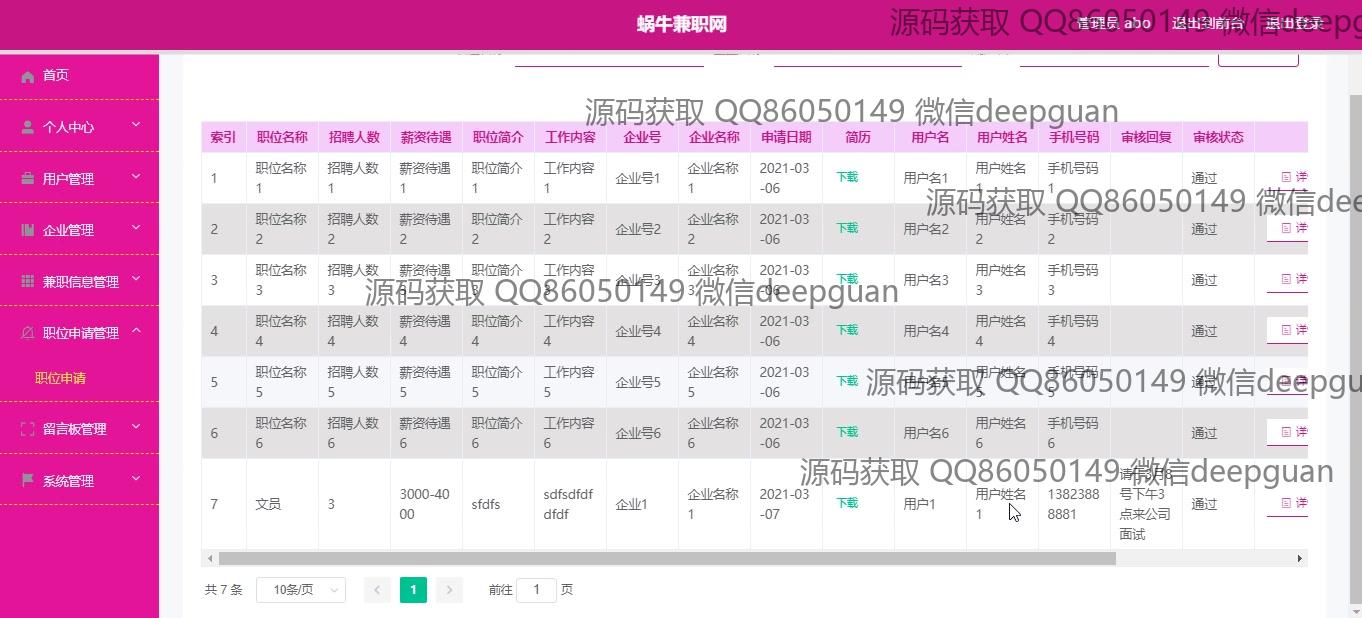 蜗牛兼职网
管理员 abo 退出到前台 退出登录
源码获取 QQ86050149 微信deepg
首页
个人中心
用户管理
企业管理
兼职信息管理
职位申请管理
职位申请
留言板管理
系统管理
源码获取 QQ86050149 微信deepguan
索引 职位名称 招聘人数 薪资待遇 职位简介 工作内容 企业号 企业名称 申请日期 简历 用户名 用户姓名 手机号码 审核回复 审核状态
1 职位名称1 招聘人数1 薪资待遇1 职位简介1 工作内容1 企业号1 企业名称1 2021-03-06 下载 用户名1 用户姓名1 手机号码1 通过 详
源码获取 QQ86050149 微信dee
2 职位名称2 招聘人数2 薪资待遇2 职位简介2 工作内容2 企业号2 企业名称2 2021-03-06 下载 用户名2 用户姓名2 手机号码2 通过 详
3 职位名称3 招聘人数3 薪资待遇3 职位简介3 工作内容3 企业号3 企业名称3 2021-03-06 下载 用户名3 用户姓名3 手机号码3 通过 详
源码获取 QQ86050149 微信deepguan
4 职位名称4 招聘人数4 薪资待遇4 职位简介4 工作内容4 企业号4 企业名称4 2021-03-06 下载 用户名4 用户姓名4 手机号码4 通过 详
5 职位名称5 招聘人数5 薪资待遇5 职位简介5 工作内容5 企业号5 企业名称5 2021-03-06 下载 用户名5 用户姓名5 手机号码5 通过 详
源码获取 QQ86050149 微信deepgu
6 职位名称6 招聘人数6 薪资待遇6 职位简介6 工作内容6 企业号6 企业名称6 2021-03-06 下载 用户名6 用户姓名6 手机号码6 通过 详
源码获取 QQ86050149 微信deepguan
7 文员 3 3000-4000 sfdfs sdfsdfdfdfdf 企业1 企业名称1 2021-03-07 下载 用户1 用户姓名1 13823888881 号下午3点来公司面试 通过 详
共 7 条 10条/页 1 前往 1 页